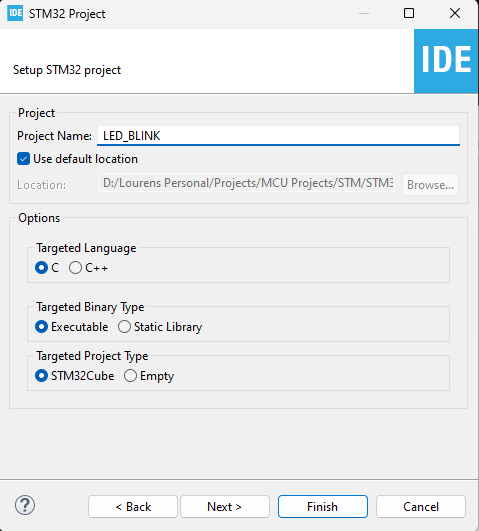 IDE STM32 Project
IDE
Setup STM32 project
Project
Project Name: LED_BLINK
Use default location
Location: D:/Lourens Personal/Projects/MCU Projects/STM/STM3 Browse...
Options
Targeted Language
C C++
Targeted Binary Type
Executable Static Library
Targeted Project Type
STM32Cube Empty
? < Back Next > Finish Cancel